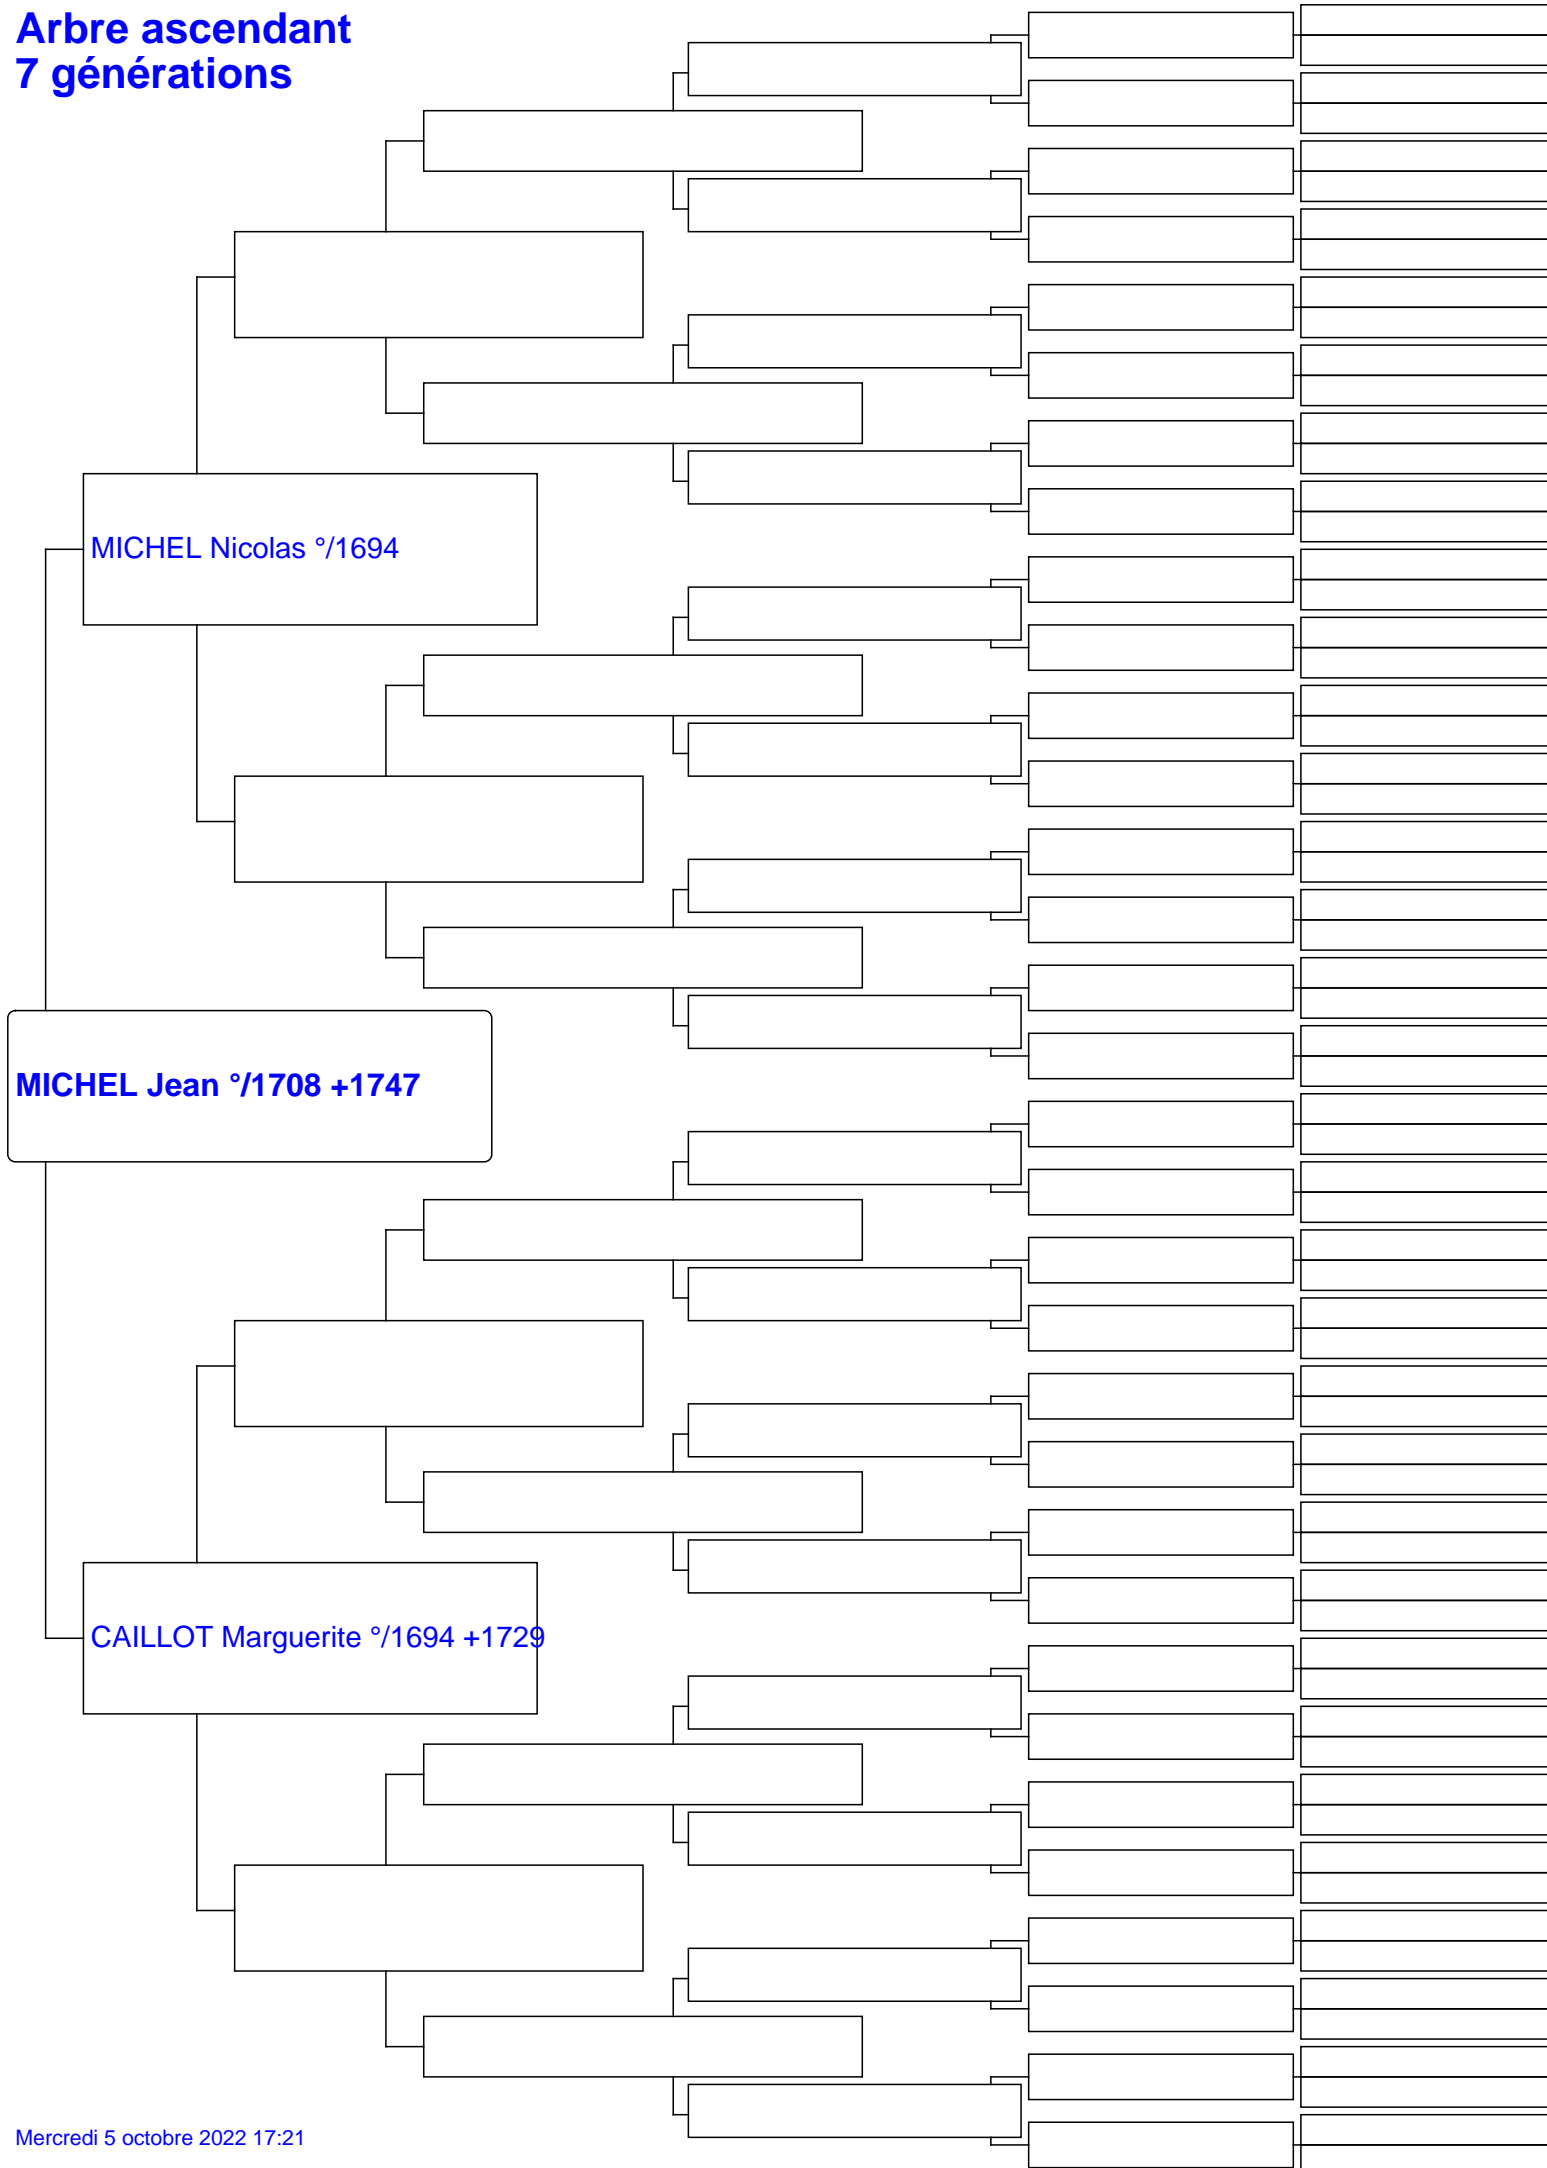 Arbre ascendant
7 générations
MICHEL Nicolas °/1694
MICHEL Jean °/1708 +1747
CAILLOT Marguerite °/1694 +1729
Mercredi 5 octobre 2022 17:21